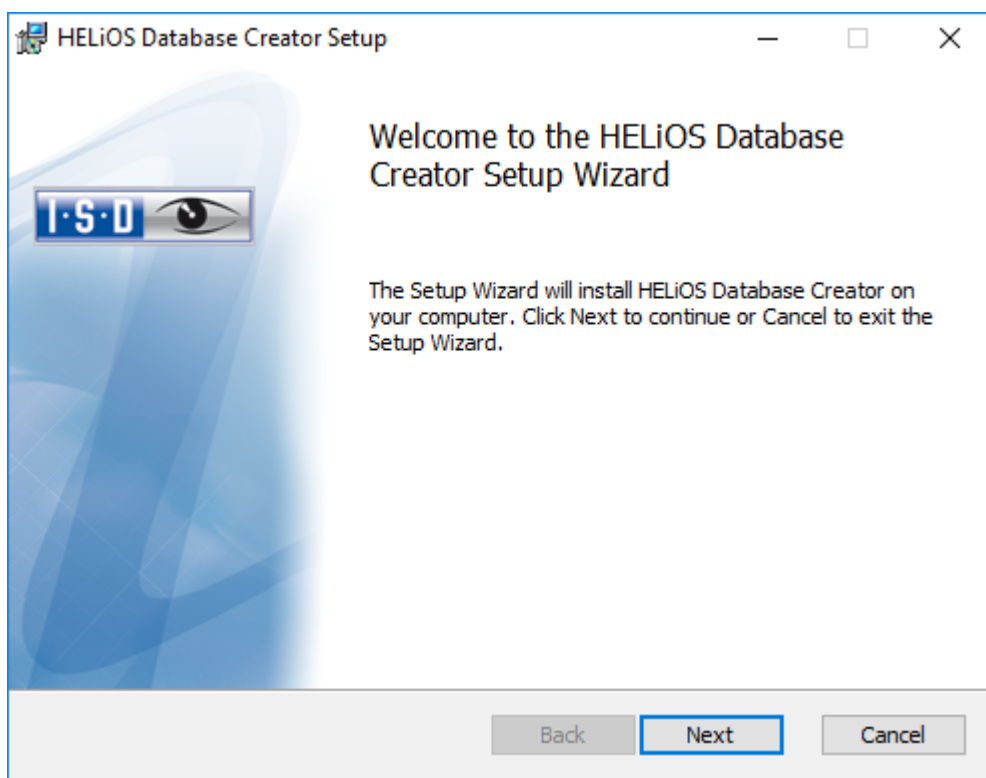 HELiOS Database Creator Setup
Welcome to the HELiOS Database
Creator Setup Wizard
I·S·D
The Setup Wizard will install HELiOS Database Creator on
your computer. Click Next to continue or Cancel to exit the
Setup Wizard.
Back
Next
Cancel